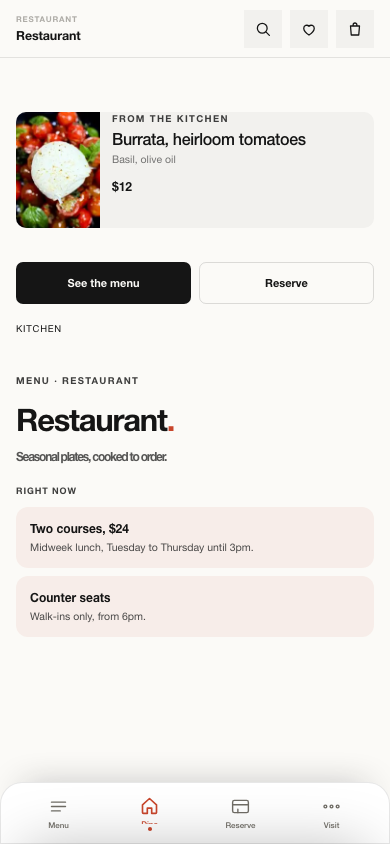 RESTAURANT
Restaurant
FROM THE KITCHEN
Burrata, heirloom tomatoes
Basil, olive oil
$12
See the menu
Reserve
KITCHEN
MENU · RESTAURANT
Restaurant.
Seasonal plates, cooked to order.
RIGHT NOW
Two courses, $24
Midweek lunch, Tuesday to Thursday until 3pm.
Counter seats
Walk-ins only, from 6pm.
Menu
Reserve
Visit